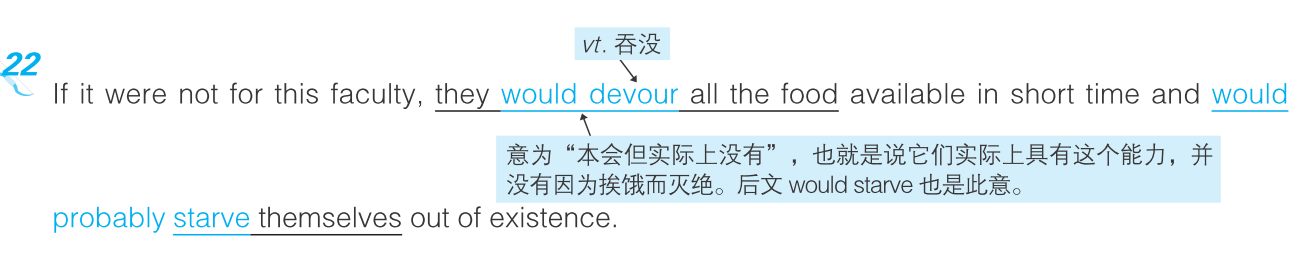 vt. 吞没
22
If it were not for this faculty, they would devour all the food available in short time and would
意为“本会但实际上没有”，也就是说它们实际上具有这个能力，并
没有因为挨饿而灭绝。后文 would starve 也是此意。
probably starve themselves out of existence.